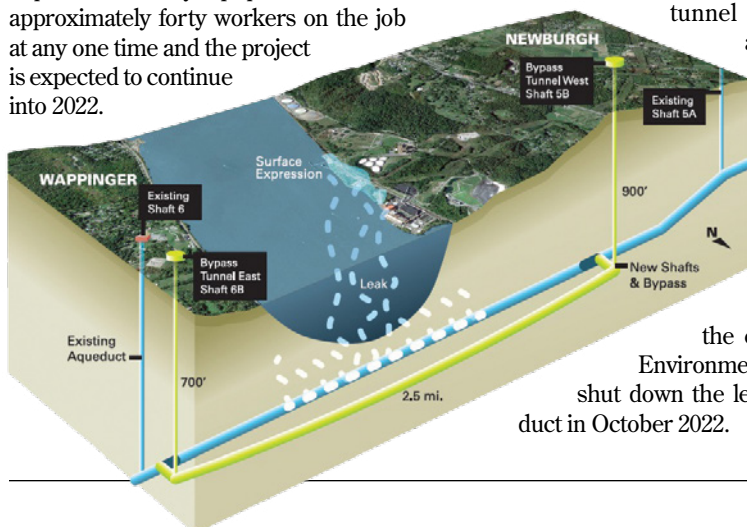 approximately forty workers on the job
at any one time and the project
is expected to continue
into 2022.
tunnel
NEWBURGH
Bypass
Tunnel West
Shaft 5B
Existing
Shaft 5A
Surface
Expression
WAPPINGER
Existing
Shaft 6
Bypass
Tunnel East
Shaft 6B
900'
N
Leak
New Shafts
& Bypass
Existing
Aqueduct
700'
2.5 mi.
the
Environme
shut down the le
duct in October 2022.